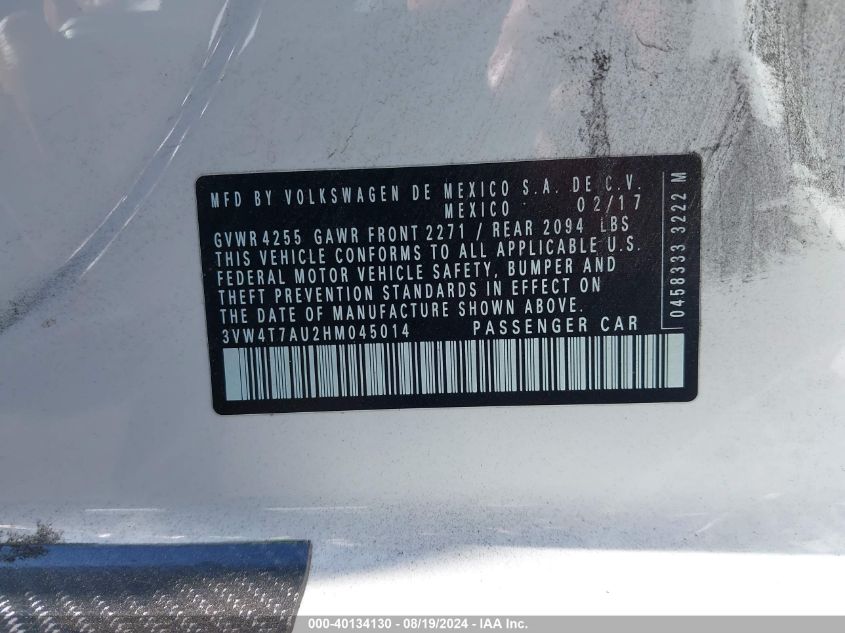 MFD BY VOLKSWAGEN DE MEXICO S.A. DE C.V.
MEXICO 02/17
GVWR 4255 GAWR FRONT 2271 / REAR 2094 LBS
THIS VEHICLE CONFORMS TO ALL APPLICABLE U.S.
FEDERAL MOTOR VEHICLE SAFETY, BUMPER AND
THEFT PREVENTION STANDARDS IN EFFECT ON
THE DATE OF MANUFACTURE SHOWN ABOVE.
3VW4T7AU2HM045014 PASSENGER CAR
0458333 3222 M
000-40134130 - 08/19/2024 - IAA Inc.